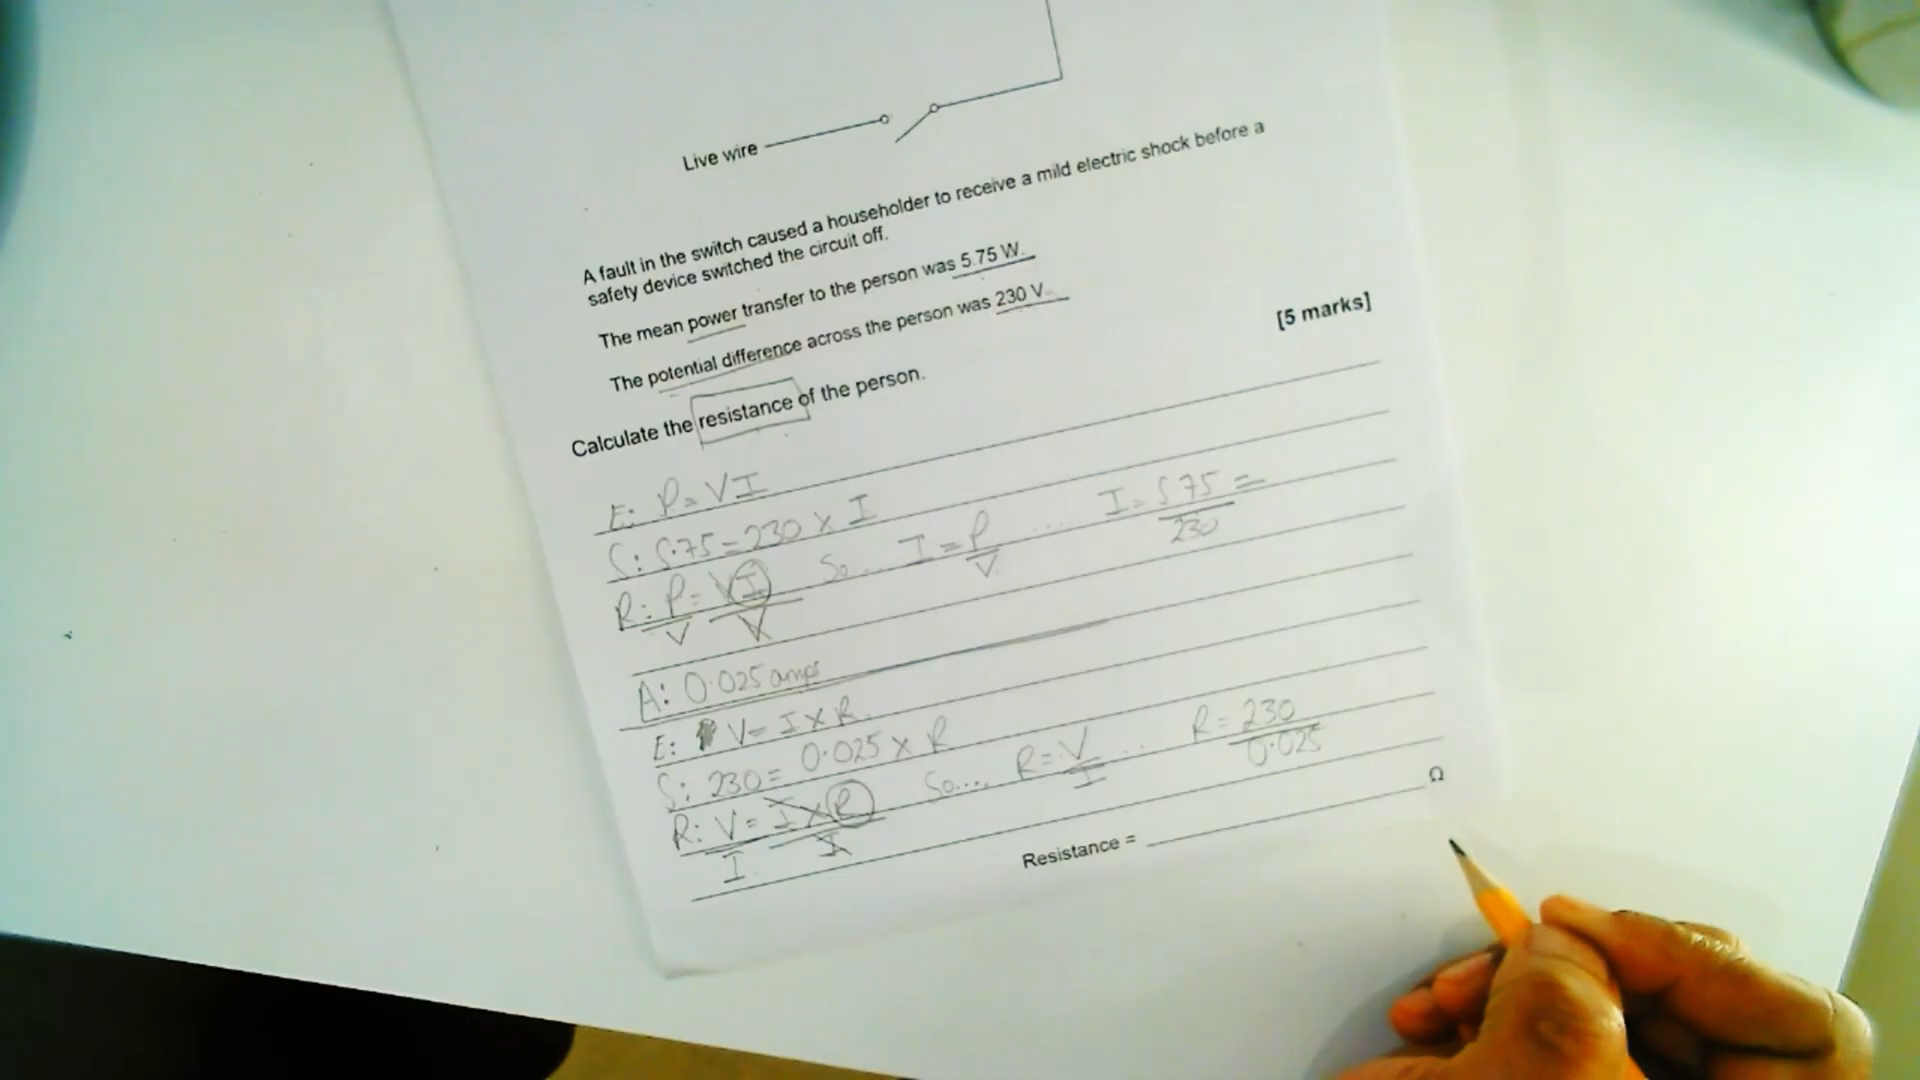 Live wire
A fault in the switch caused a householder to receive a mild electric shock before a
safety device switched the circuit off.
The mean power transfer to the person was 5.75 W.
The potential difference across the person was 230 V.
[5 marks]
Calculate the resistance of the person.
E: P = VI
S: 5.75 = 230 × I
R: P/V = VI/V So... I = P/V ... I = 5.75/230 =
A: 0.025 amps
E: V = I × R
S: 230 = 0.025 × R
R: V/I = I × R/I So.... R = V/I ... R = 230/0.025
Resistance = Ω